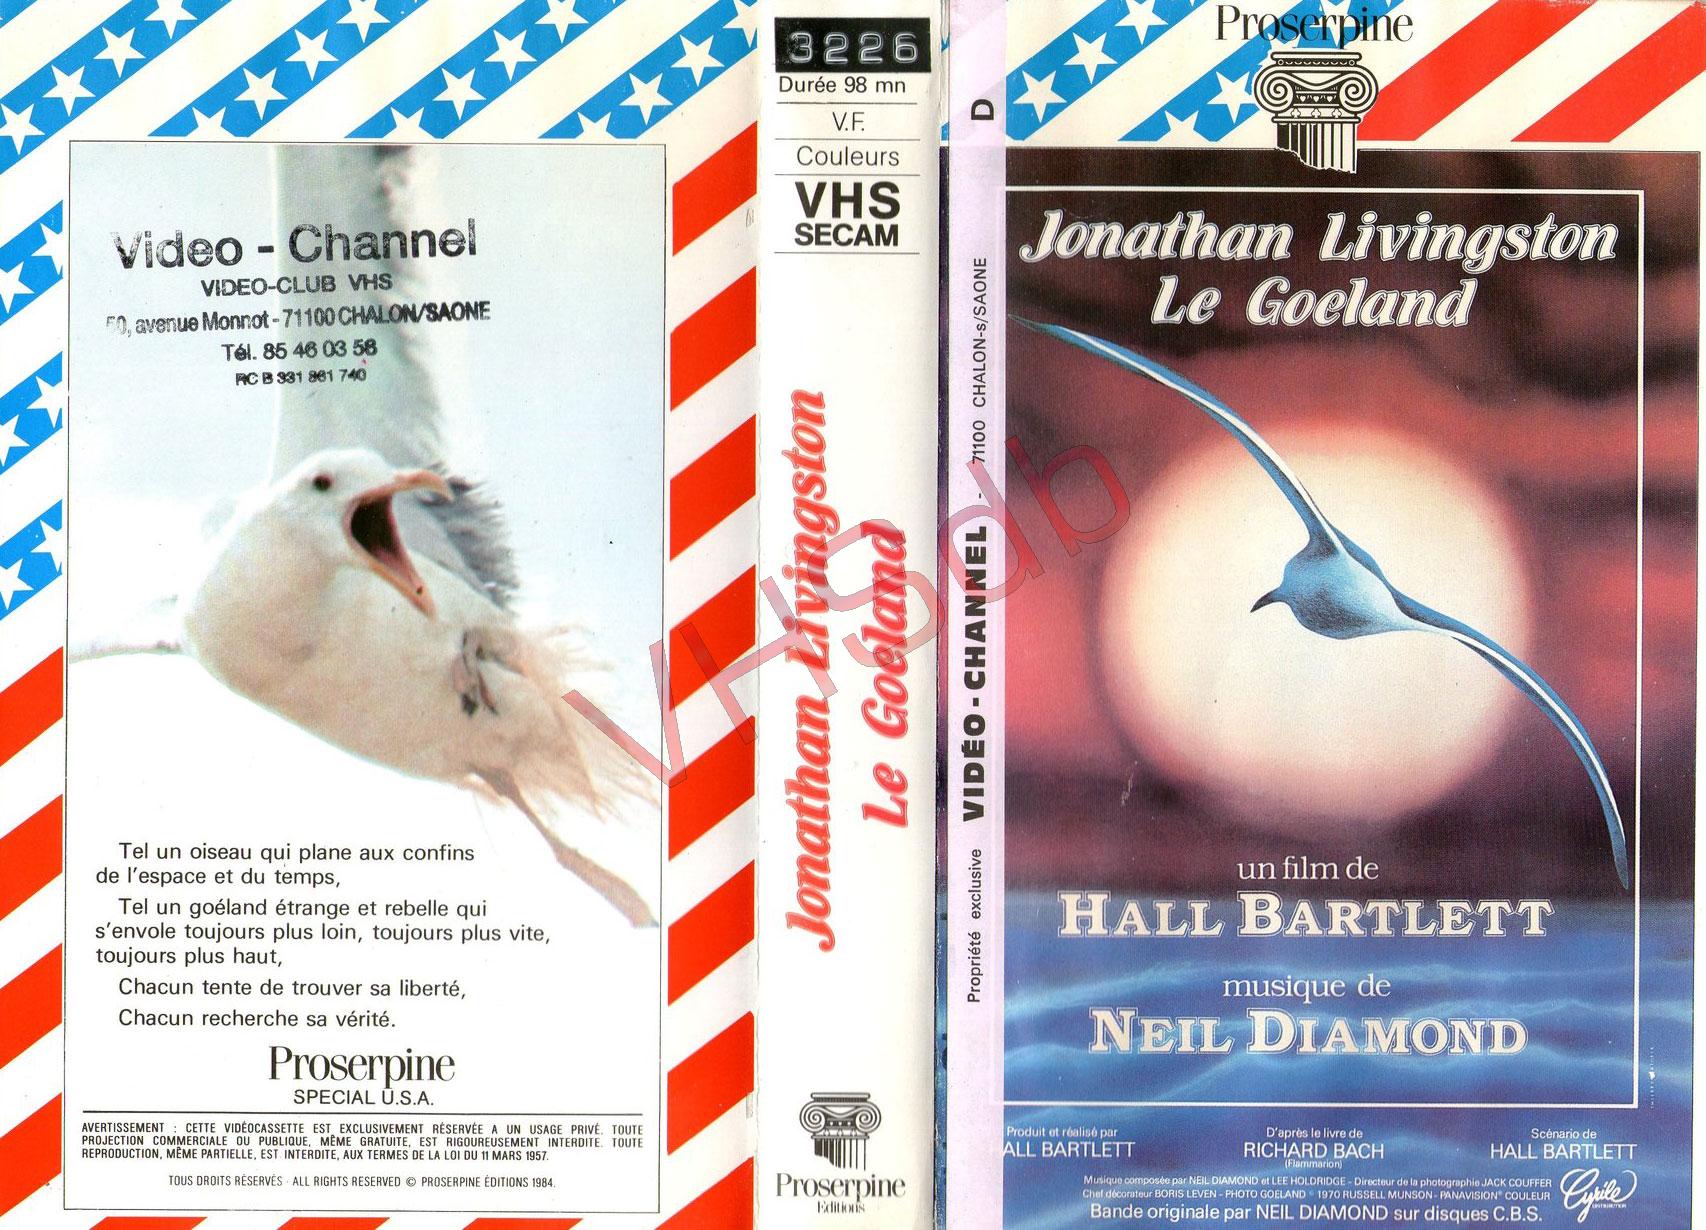 Video - Channel
VIDEO-CLUB VHS
50, avenue Monnot - 71100 CHALON/SAONE
Tél. 85 46 03 58
RC B 331 861 740
Tel un oiseau qui plane aux confins
de l'espace et du temps,
Tel un goéland étrange et rebelle qui
s'envole toujours plus loin, toujours plus vite,
toujours plus haut,
Chacun tente de trouver sa liberté,
Chacun recherche sa vérité.
Proserpine
SPECIAL U.S.A.
AVERTISSEMENT : CETTE VIDÉOCASSETTE EST EXCLUSIVEMENT RÉSERVÉE A UN USAGE PRIVÉ. TOUTE
PROJECTION COMMERCIALE OU PUBLIQUE, MÊME GRATUITE, EST RIGOUREUSEMENT INTERDITE. TOUTE
REPRODUCTION, MÊME PARTIELLE, EST INTERDITE, AUX TERMES DE LA LOI DU 11 MARS 1957.
TOUS DROITS RÉSERVÉS - ALL RIGHTS RESERVED © PROSERPINE ÉDITIONS 1984.
3226
Durée 98 mn
V.F.
Couleurs
VHS
SECAM
Jonathan Livingston
Le Goeland
Proserpine
Editions
VHSdb
D
Propriété exclusive VIDÉO-CHANNEL - 71100 CHALON-s/SAONE
Proserpine
Jonathan Livingston
Le Goeland
un film de
HALL BARTLETT
musique de
NEIL DIAMOND
Produit et réalisé par
ALL BARTLETT
D'après le livre de
RICHARD BACH
(Flammarion)
Scénario de
HALL BARTLETT
Musique composée par NEIL DIAMOND et LEE HOLDRIDGE - Directeur de la photographie JACK COUFFER
Chef décorateur BORIS LEVEN - PHOTO GOELAND © 1970 RUSSELL MUNSON - PANAVISION® COULEUR
Bande originale par NEIL DIAMOND sur disques C.B.S.
Cyrile
DISTRIBUTION